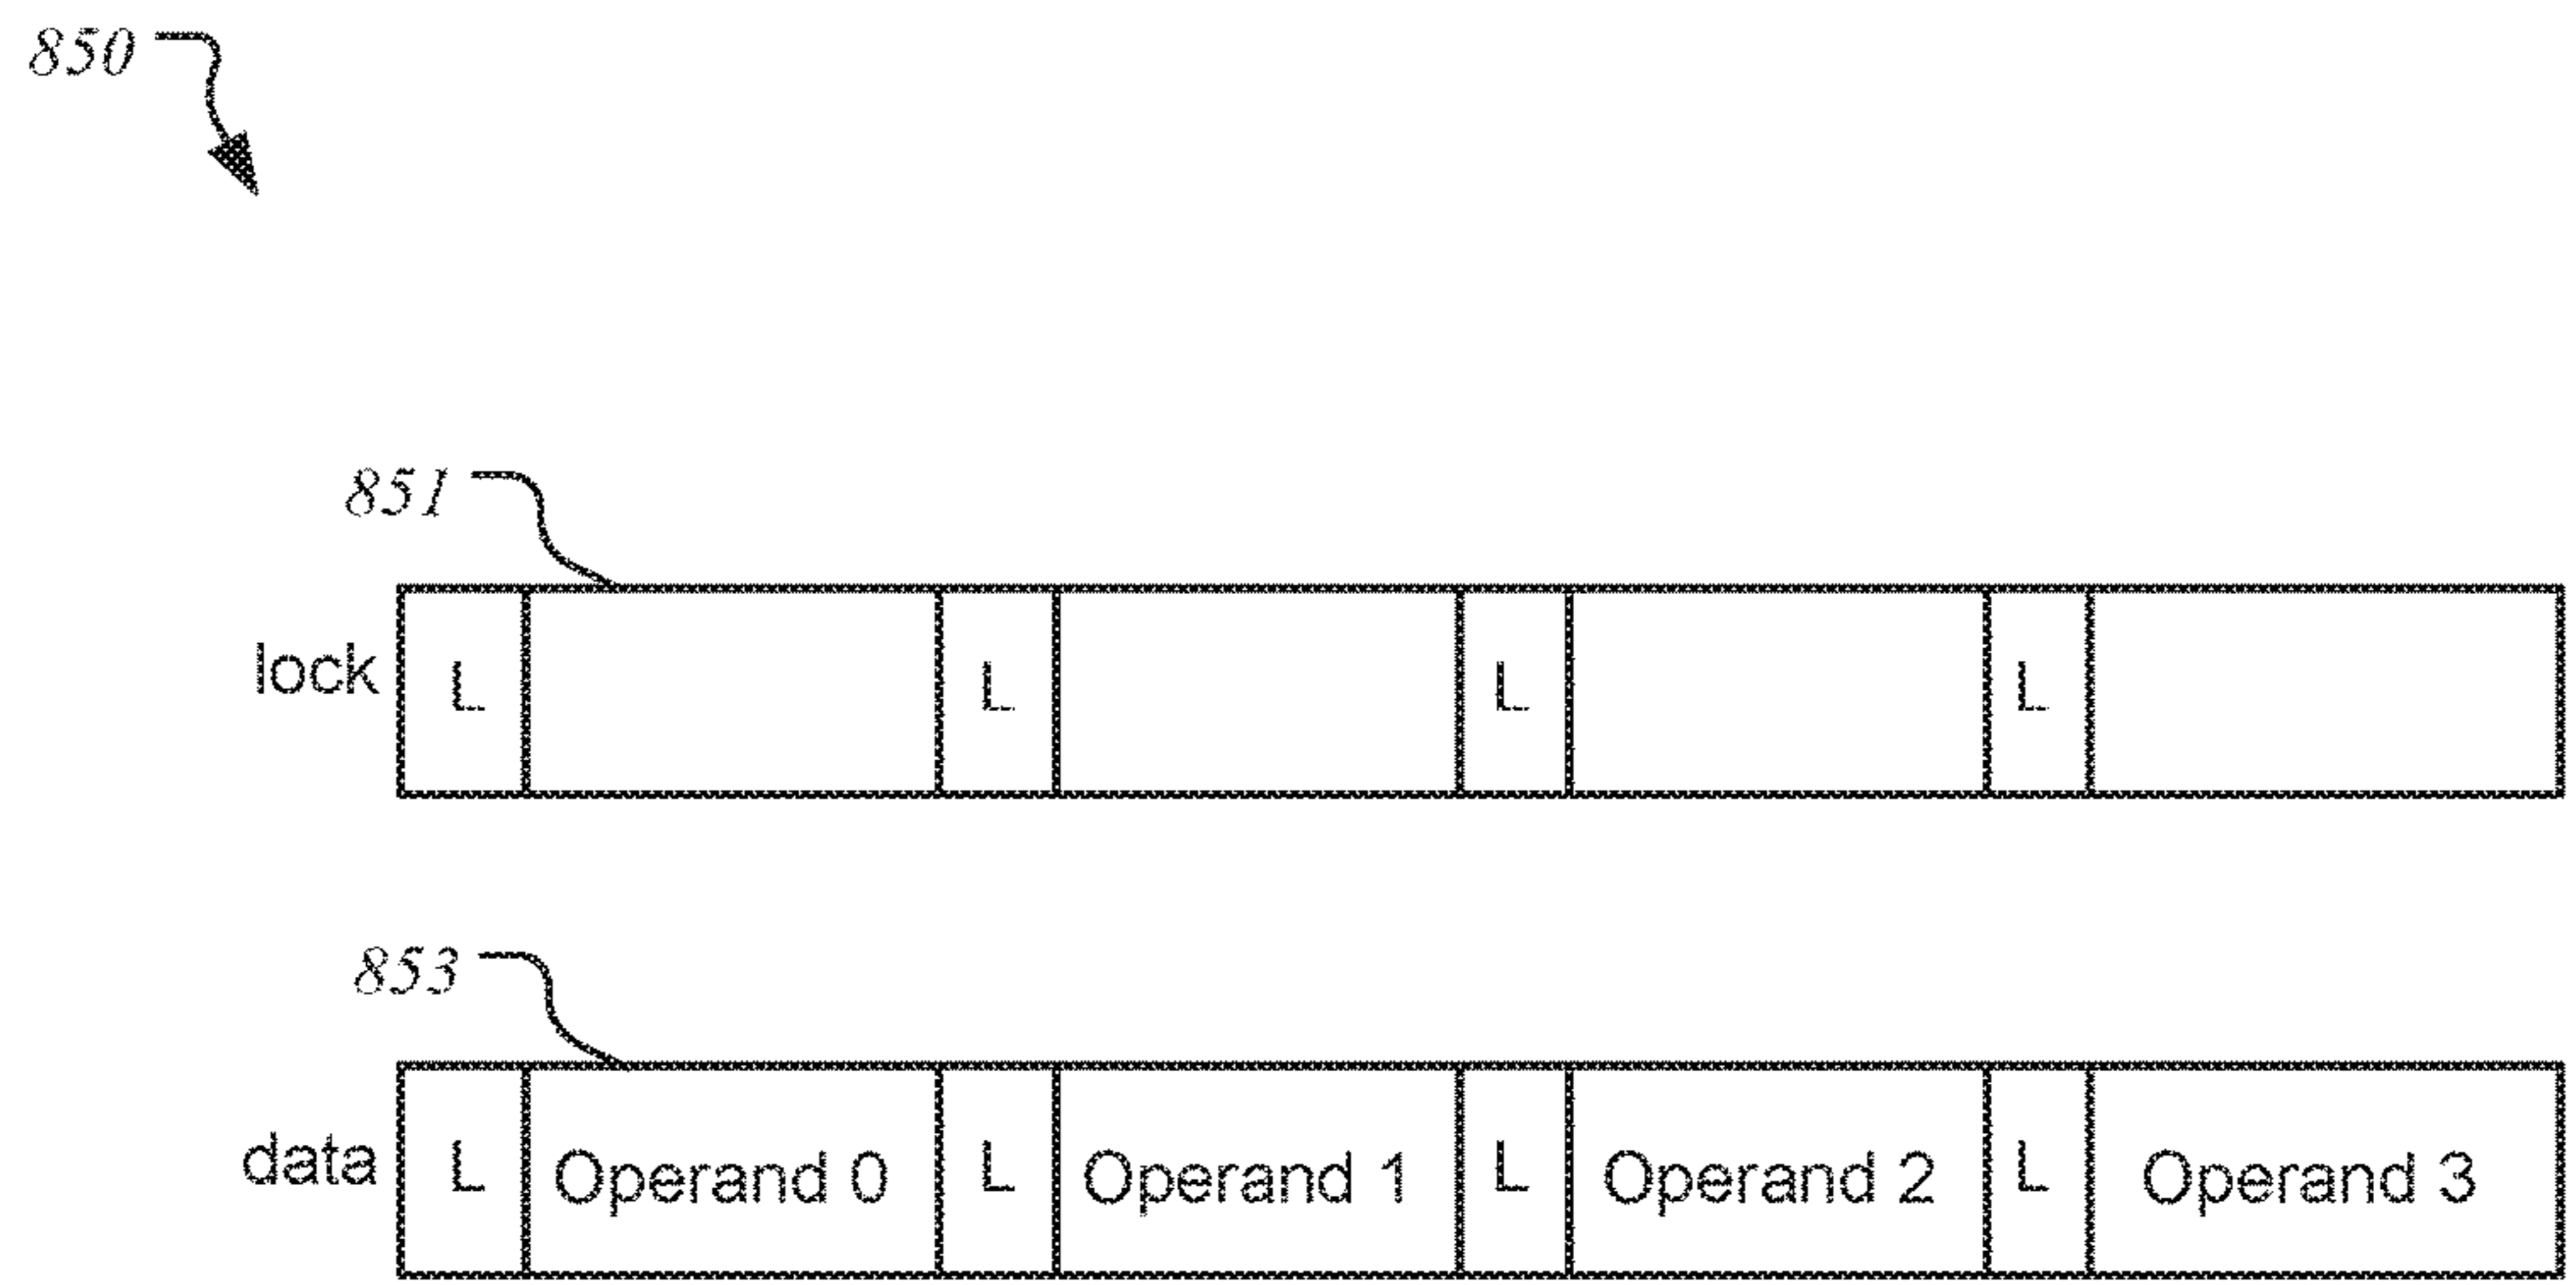 850
851
lock L L L L
853
data L Operand 0 L Operand 1 L Operand 2 L Operand 3